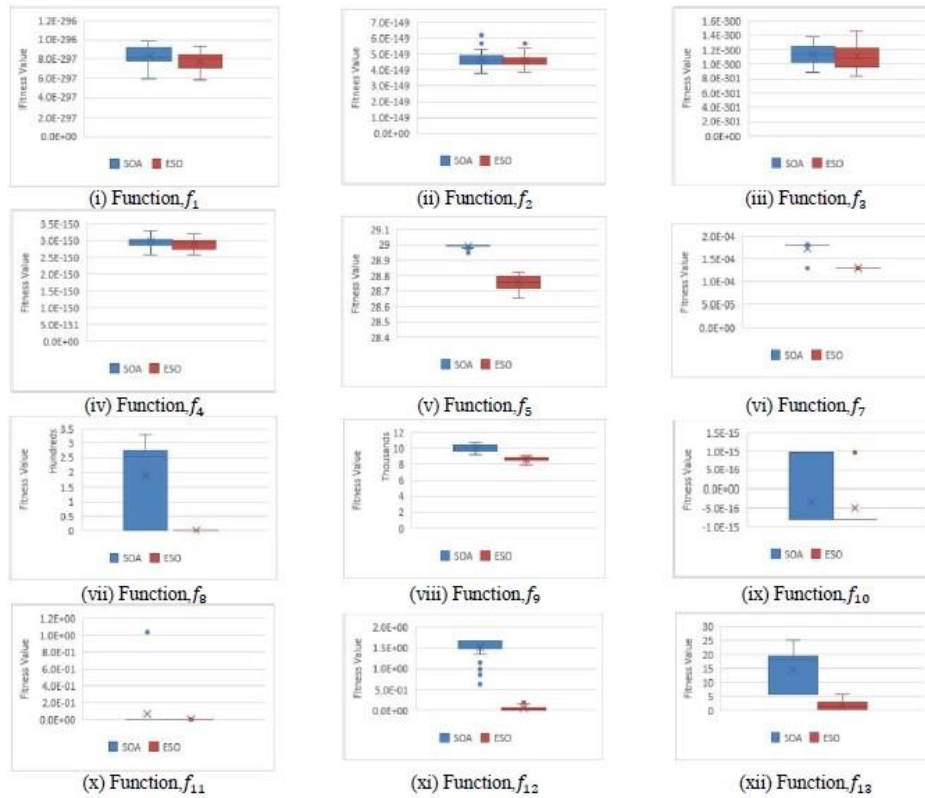 1.2E-296
1.0E-296
8.0E-297
6.0E-297
4.0E-297
2.0E-297
0.0E+00
Fitness Value
SOA ESO
(i) Function,f1
7.0E-149
6.0E-149
5.0E-149
4.0E-149
3.0E-149
2.0E-149
1.0E-149
0.0E+00
Fitness Value
SOA ESO
(ii) Function,f2
1.6E-300
1.4E-300
1.2E-300
1.0E-300
8.0E-301
6.0E-301
4.0E-301
2.0E-301
0.0E+00
Fitness Value
SOA ESO
(iii) Function,f3
3.5E-150
3.0E-150
2.5E-150
2.0E-150
1.5E-150
1.0E-150
5.0E-151
0.0E+00
Fitness Value
SOA ESO
(iv) Function,f4
29.1
29
28.9
28.8
28.7
28.6
28.5
28.4
Fitness Value
SOA ESO
(v) Function,f5
2.0E-04
1.5E-04
1.0E-04
5.0E-05
0.0E+00
Fitness Value
SOA ESO
(vi) Function,f7
3.5
3
2.5
2
1.5
1
0.5
0
Hundreds
Fitness Value
SOA ESO
(vii) Function,f8
12
10
8
6
4
2
0
Thousands
Fitness Value
SOA ESO
(viii) Function,f9
1.5E-15
1.0E-15
5.0E-16
0.0E+00
-5.0E-16
-1.0E-15
Fitness Value
SOA ESO
(ix) Function,f10
1.2E+00
1.0E+00
8.0E-01
6.0E-01
4.0E-01
2.0E-01
0.0E+00
Fitness Value
SOA ESO
(x) Function,f11
2.0E+00
1.5E+00
1.0E+00
5.0E-01
0.0E+00
Fitness Value
SOA ESO
(xi) Function,f12
30
25
20
15
10
5
0
Fitness Value
SOA ESO
(xii) Function,f13